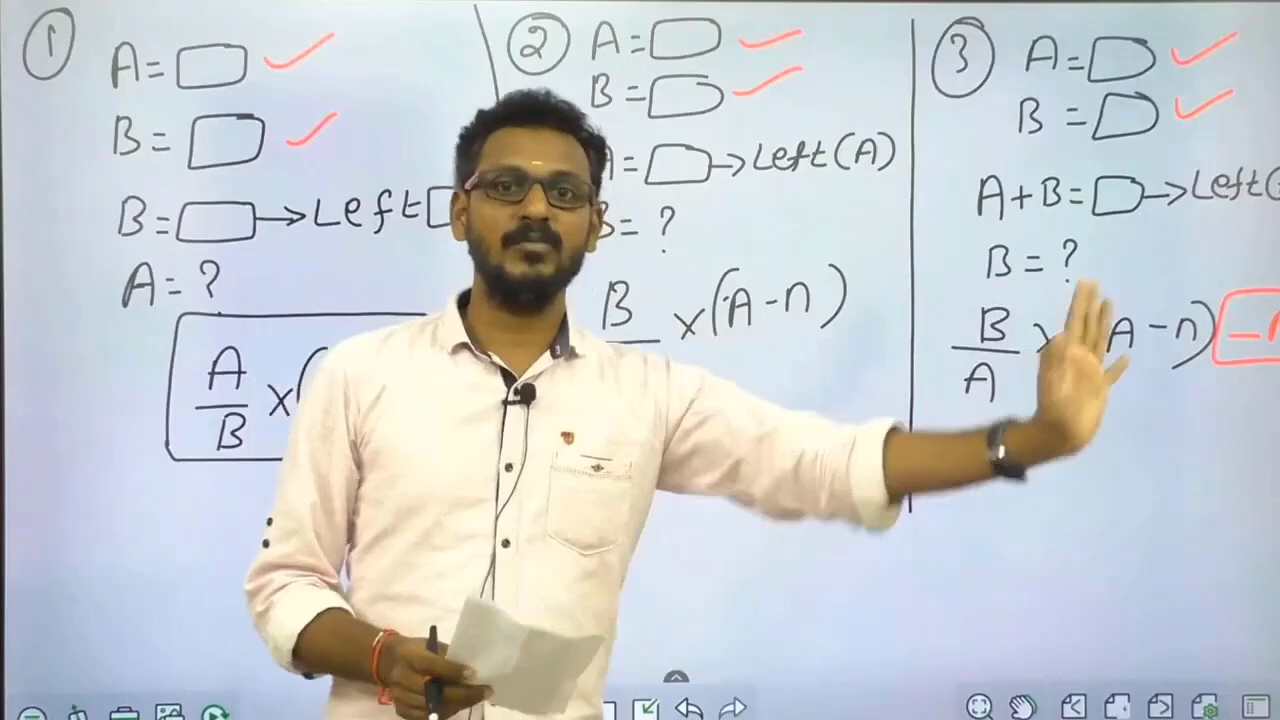 1
A = ✓
B = ✓
B = → Left
A = ?
A
B ×(
2
A = ✓
B = ✓
= → Left(A)
B = ?
B
×(A-n)
3
A = ✓
B = ✓
A+B = → Left(
B = ?
B
A
A-n) -n